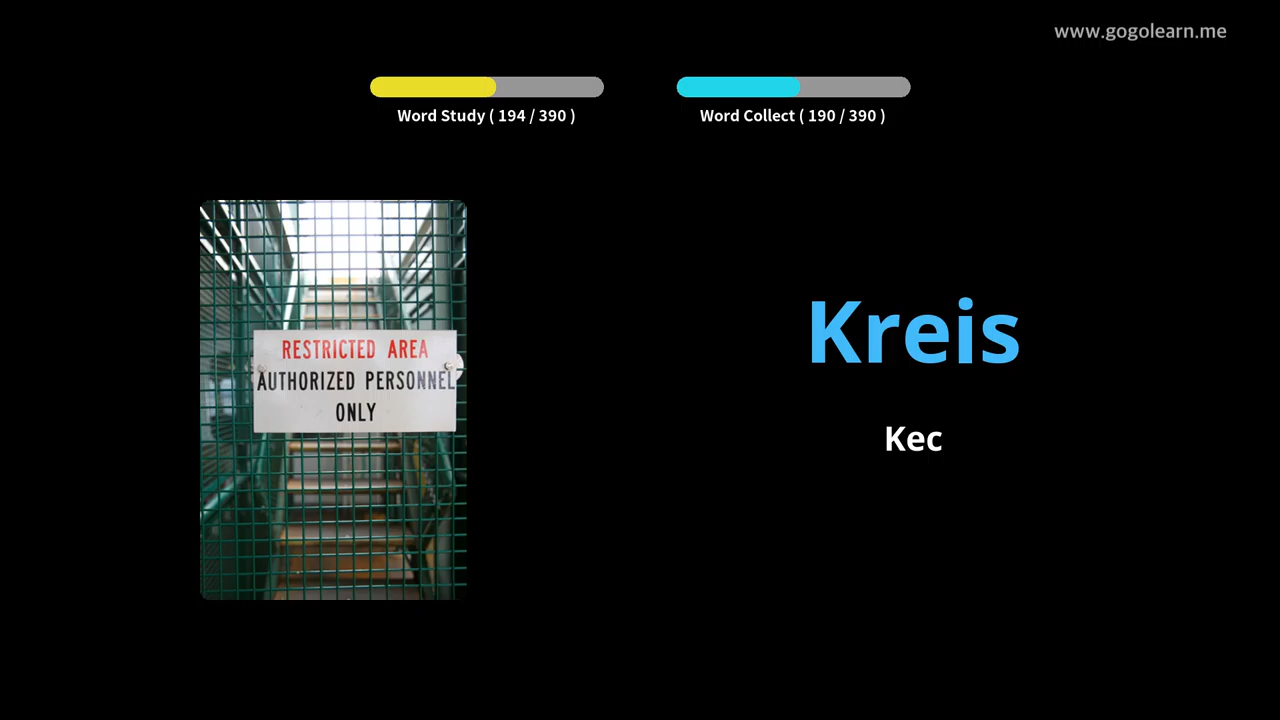 www.gogolearn.me
Word Study ( 194 / 390 )
Word Collect ( 190 / 390 )
RESTRICTED AREA
AUTHORIZED PERSONNEL
ONLY
Kreis
Kec